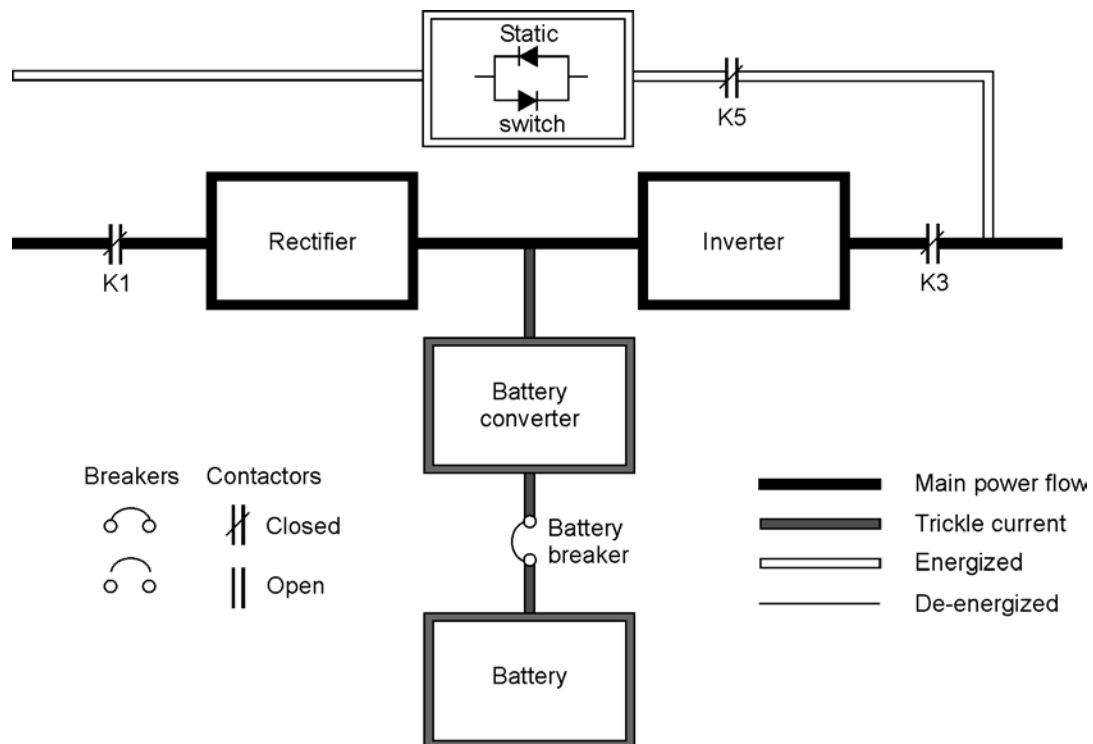 Static
switch
K5
Rectifier
Inverter
K1
K3
Battery
converter
Breakers
Contactors
Closed
Open
Battery
breaker
Main power flow
Trickle current
Energized
De-energized
Battery